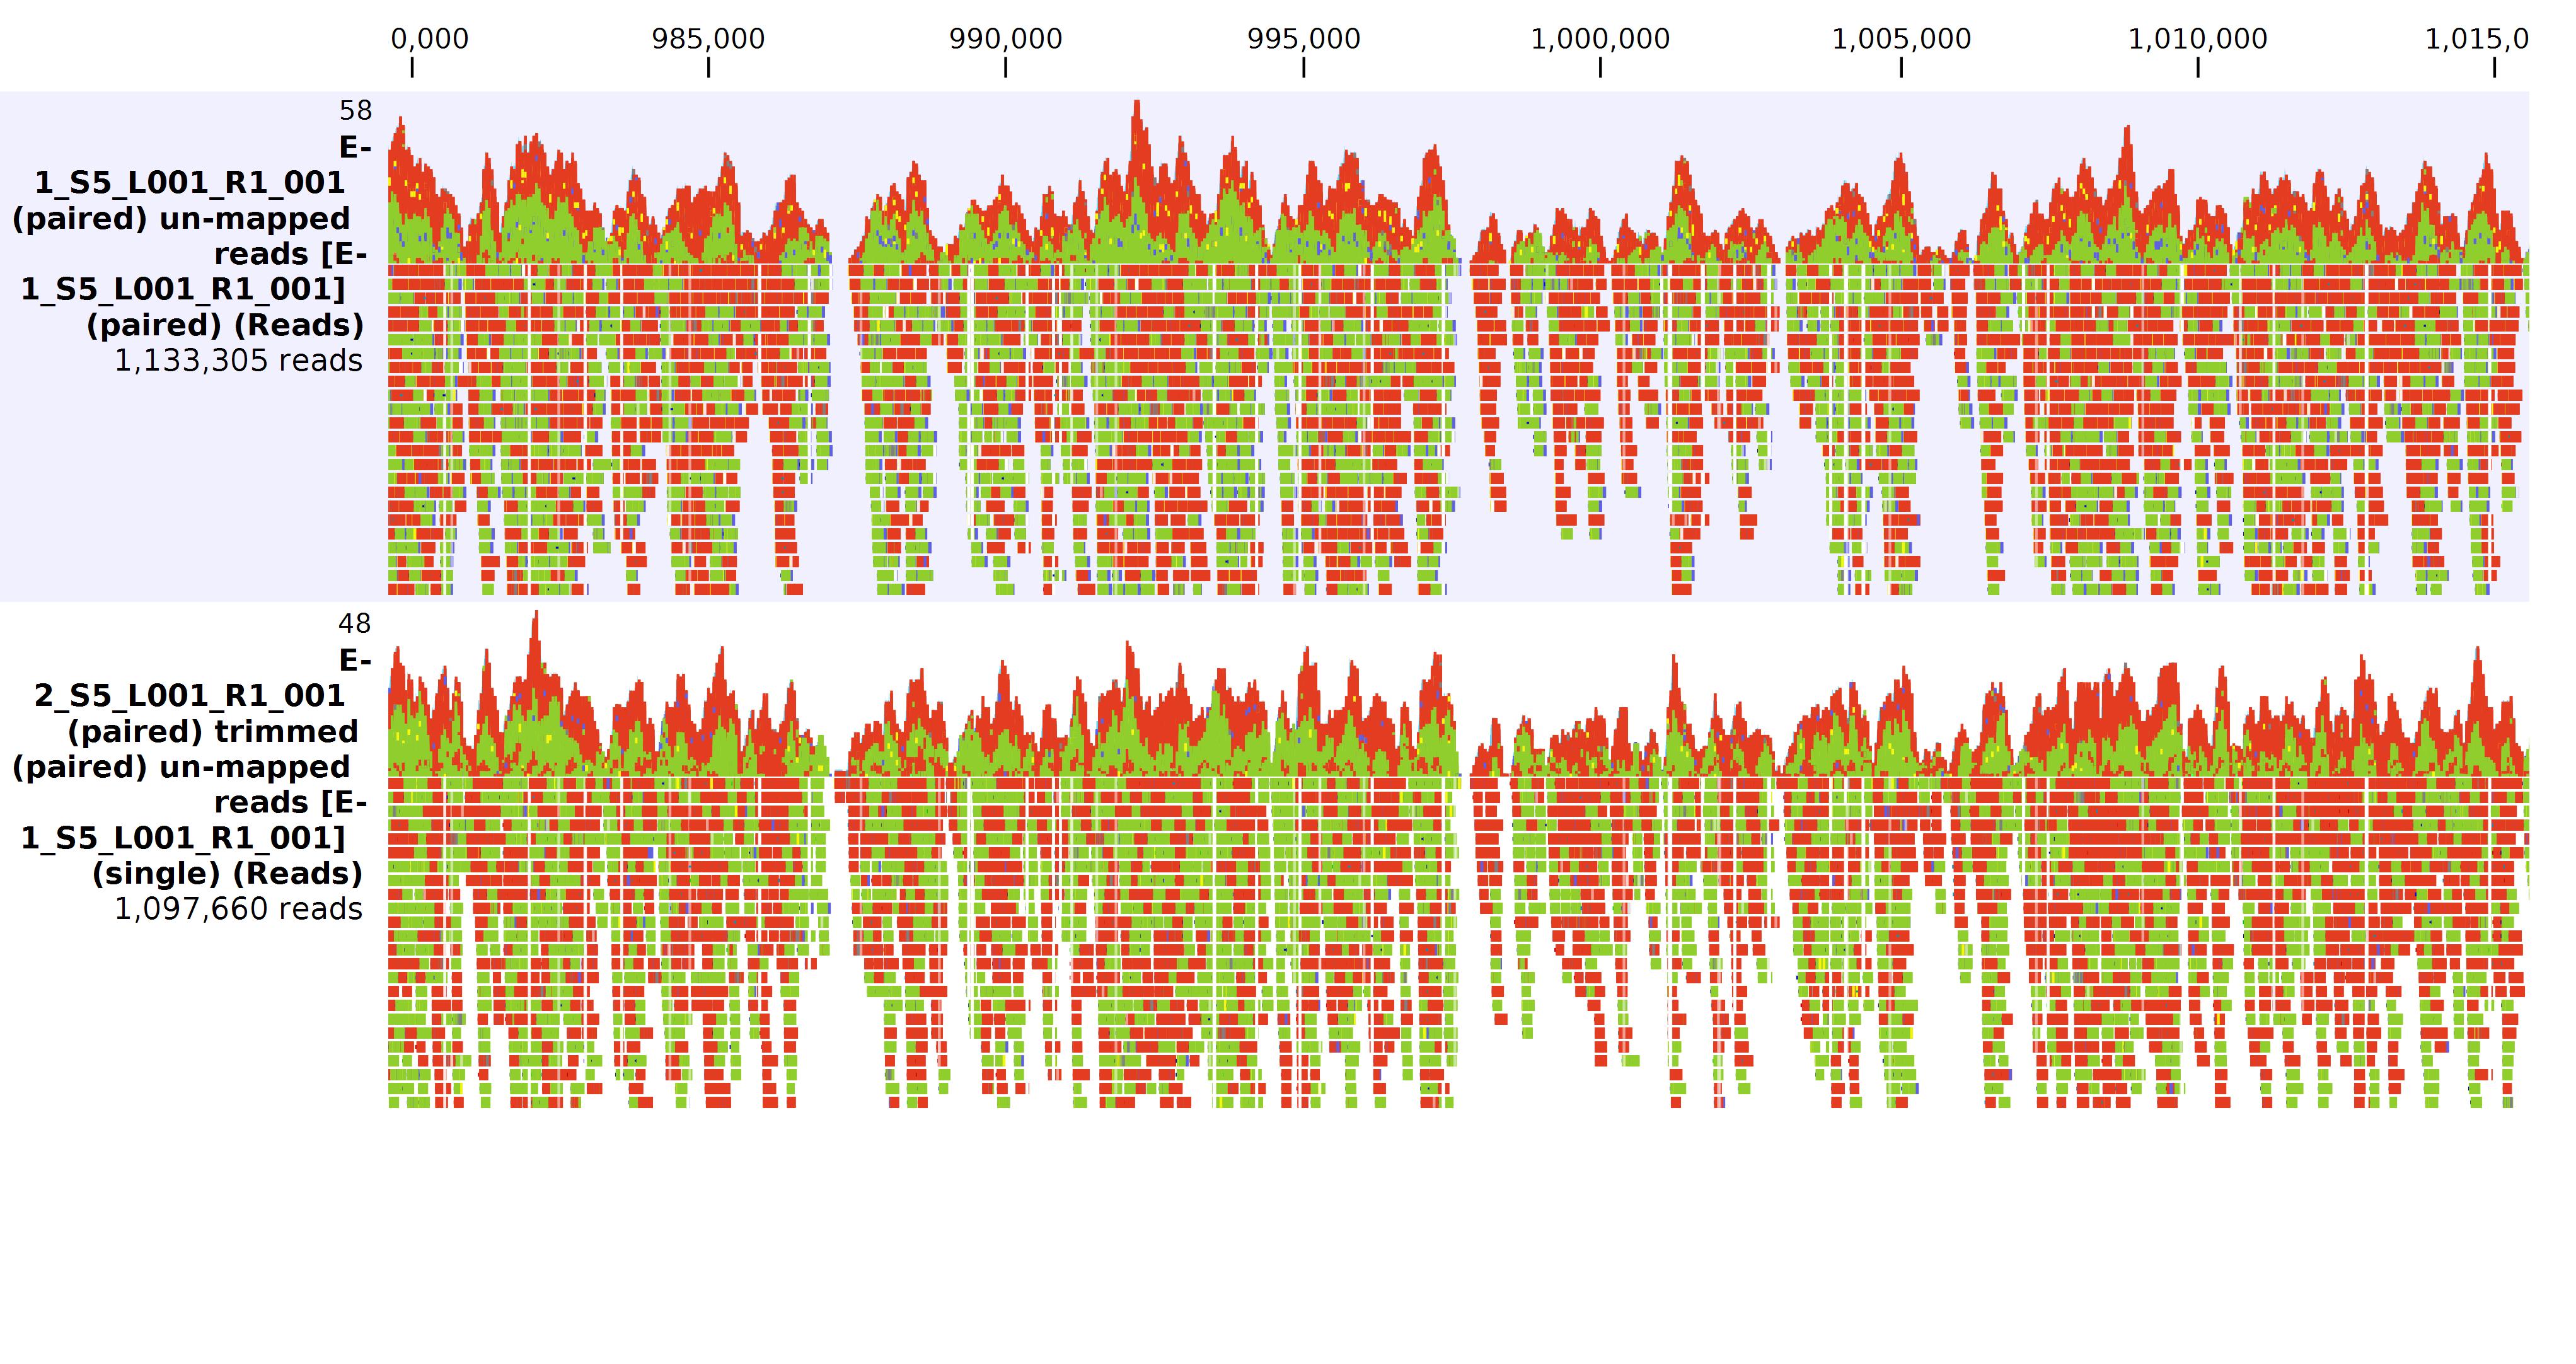 0,000 985,000 990,000 995,000 1,000,000 1,005,000 1,010,000 1,015,0
58
E-
1_S5_L001_R1_001
(paired) un-mapped
reads [E-
1_S5_L001_R1_001]
(paired) (Reads)
1,133,305 reads
48
E-
2_S5_L001_R1_001
(paired) trimmed
(paired) un-mapped
reads [E-
1_S5_L001_R1_001]
(single) (Reads)
1,097,660 reads